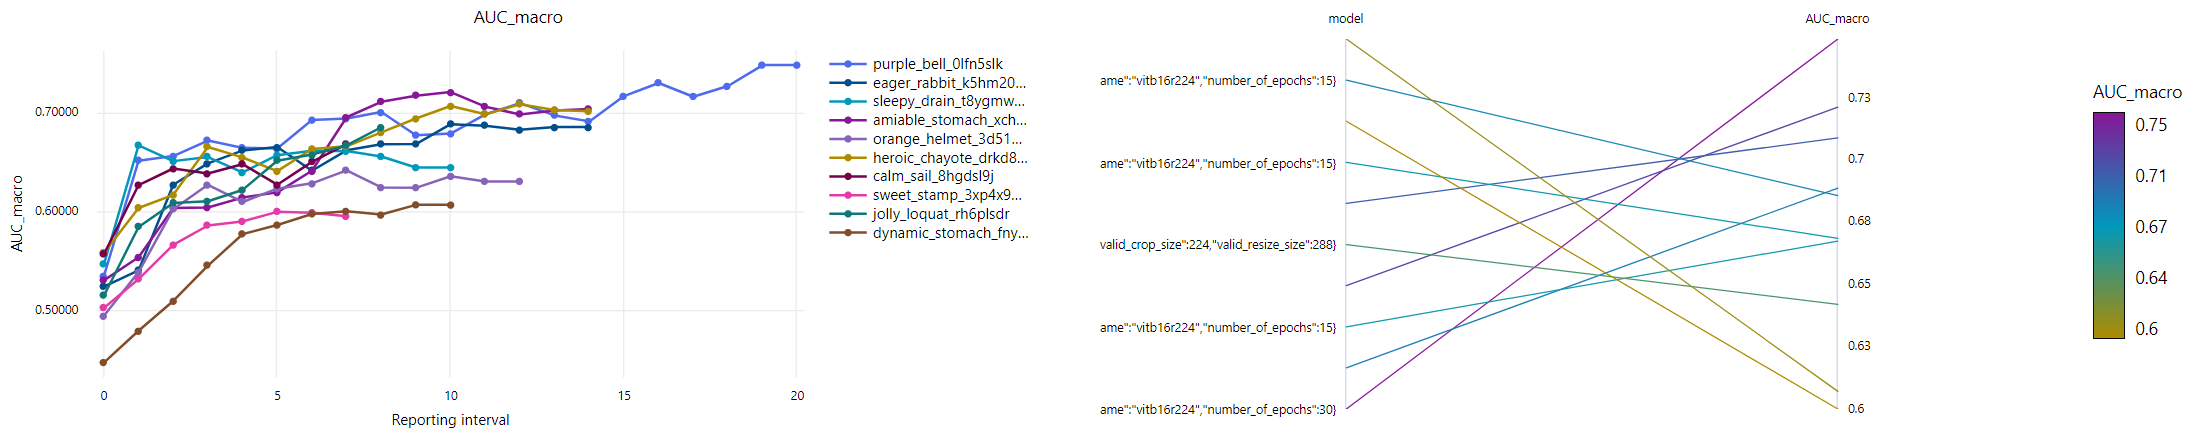 AUC_macro
0.70000
0.60000
0.50000
AUC_macro
0
5
10
15
20
Reporting interval
purple_bell_0lfn5slk
eager_rabbit_k5hm20...
sleepy_drain_t8ygmw...
amiable_stomach_xch...
orange_helmet_3d51...
heroic_chayote_drkd8...
calm_sail_8hgdsl9j
sweet_stamp_3xp4x9...
jolly_loquat_rh6plsdr
dynamic_stomach_fny...
model
AUC_macro
ame":"vitb16r224","number_of_epochs":15}
ame":"vitb16r224","number_of_epochs":15}
valid_crop_size":224,"valid_resize_size":288}
ame":"vitb16r224","number_of_epochs":15}
ame":"vitb16r224","number_of_epochs":30}
0.73
0.7
0.68
0.65
0.63
0.6
AUC_macro
0.75
0.71
0.67
0.64
0.6